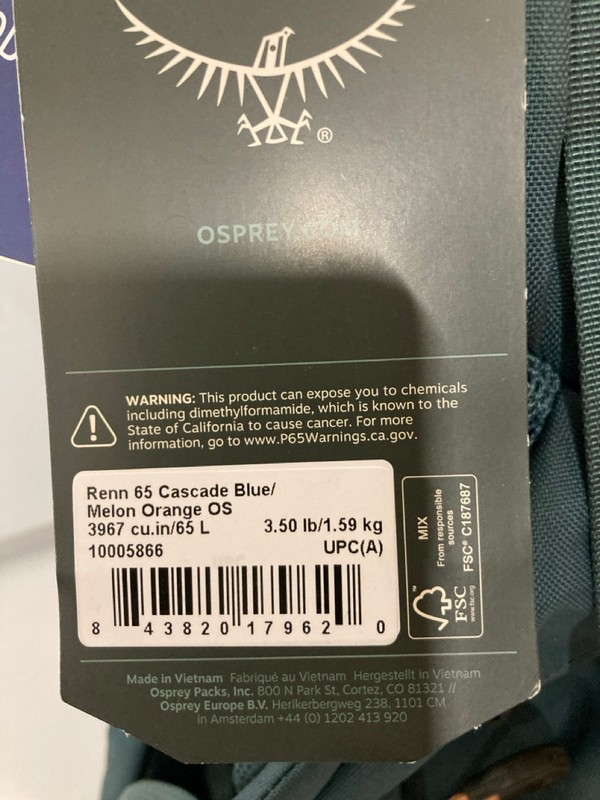 ®
OSPREY.COM
WARNING: This product can expose you to chemicals
including dimethylformamide, which is known to the
State of California to cause cancer. For more
information, go to www.P65Warnings.ca.gov.
Renn 65 Cascade Blue/
Melon Orange OS
3967 cu.in/65 L 3.50 lb/1.59 kg
10005866 UPC(A)
8 43820 17962 0
MIX
From responsible
sources
FSC® C187687
™
FSC
www.fsc.org
Made in Vietnam Fabriqué au Vietnam Hergestellt in Vietnam
Osprey Packs, Inc. 800 N Park St, Cortez, CO 81321 //
Osprey Europe B.V. Herikerbergweg 238, 1101 CM
in Amsterdam +44 (0) 1202 413 920